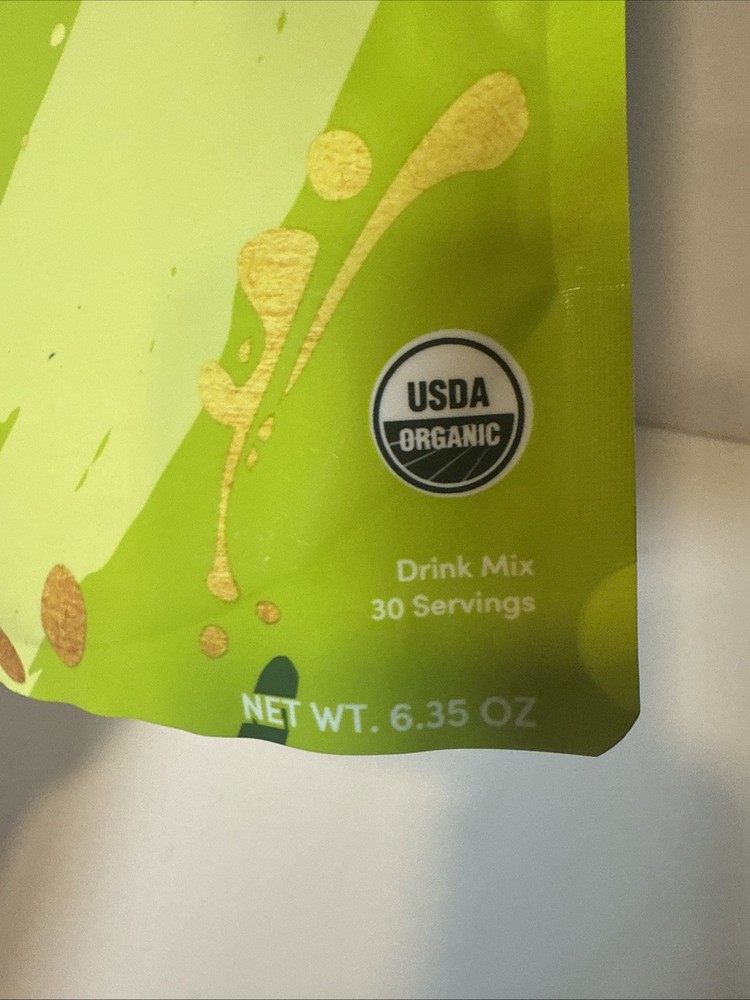 USDA
ORGANIC
Drink Mix
30 Servings
NET WT. 6.35 OZ